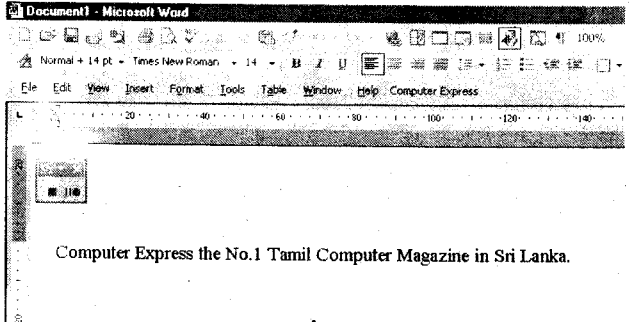 Document1 - Microsoft Word
100%
Normal + 14 pt Times New Roman 14 B I U
File Edit View Insert Format Tools Table Window Help Computer Express
20 40 60 80 100 120 140
20
Computer Express the No.1 Tamil Computer Magazine in Sri Lanka.
20